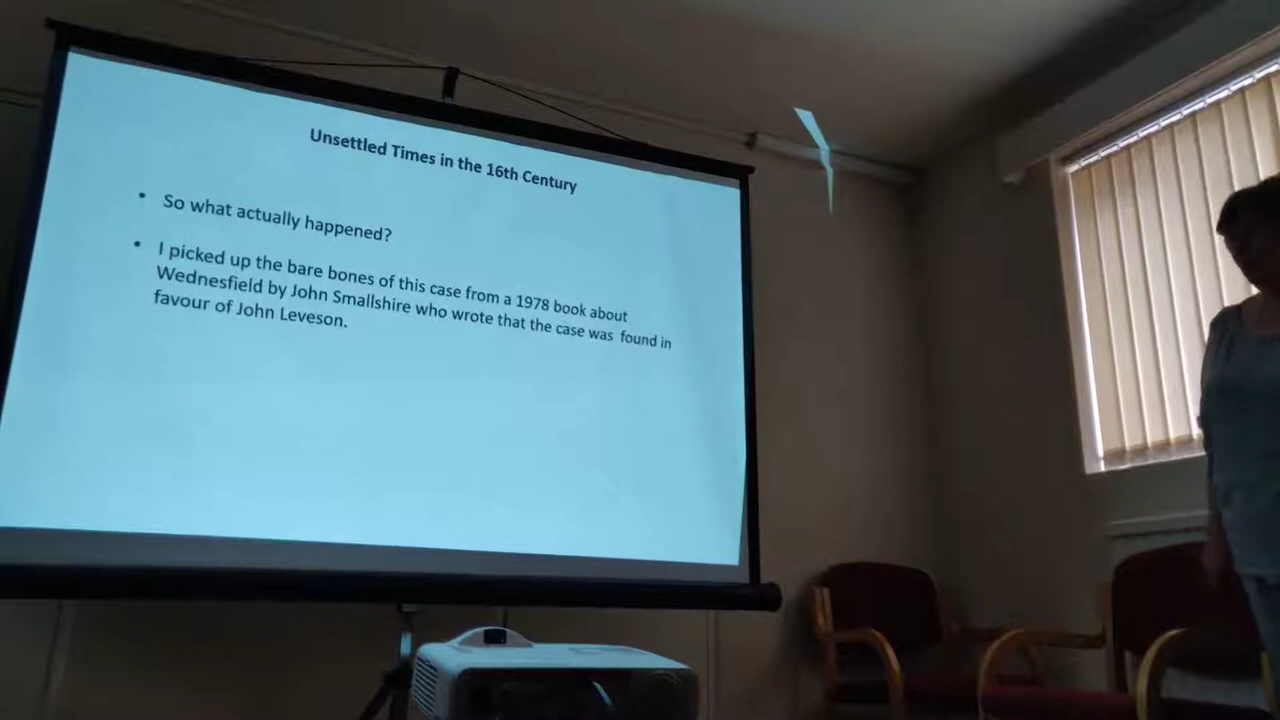 Unsettled Times in the 16th Century
• So what actually happened?
• I picked up the bare bones of this case from a 1978 book about
Wednesfield by John Smallshire who wrote that the case was found in
favour of John Leveson.